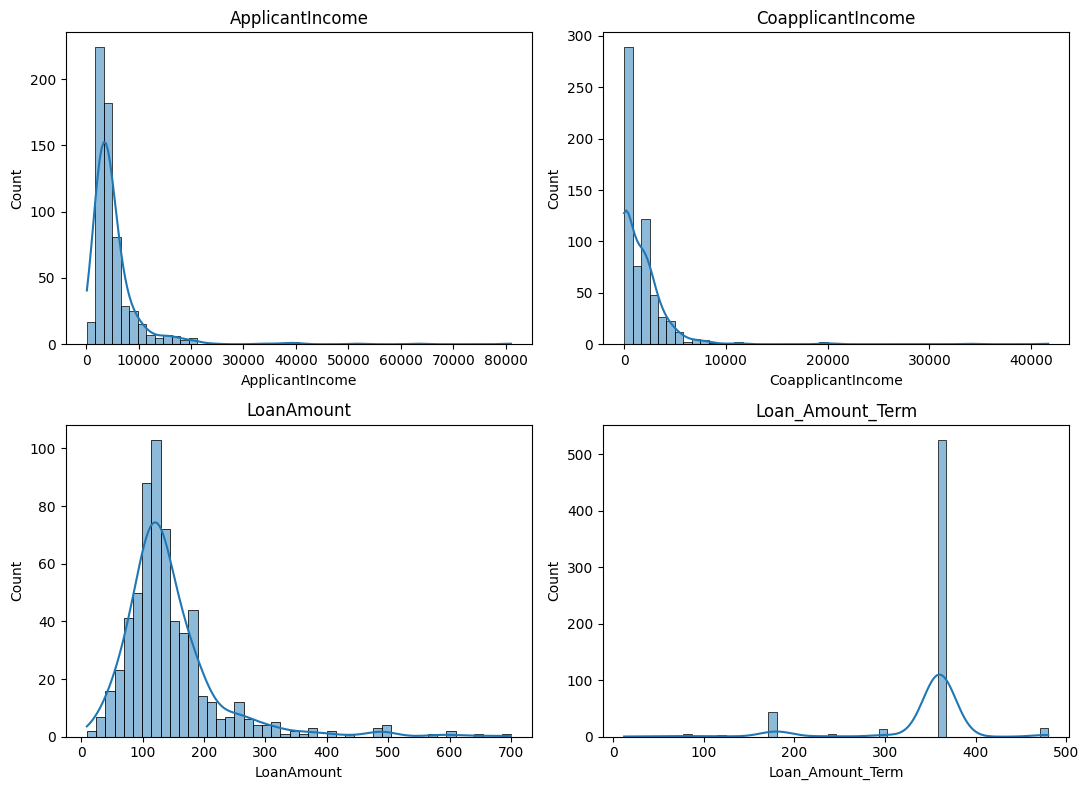 ApplicantIncome
Count
200
150
100
50
0
0 10000 20000 30000 40000 50000 60000 70000 80000
ApplicantIncome
CoapplicantIncome
Count
300
250
200
150
100
50
0
0 10000 20000 30000 40000
CoapplicantIncome
LoanAmount
Count
100
80
60
40
20
0
0 100 200 300 400 500 600 700
LoanAmount
Loan_Amount_Term
Count
500
400
300
200
100
0
0 100 200 300 400 500
Loan_Amount_Term